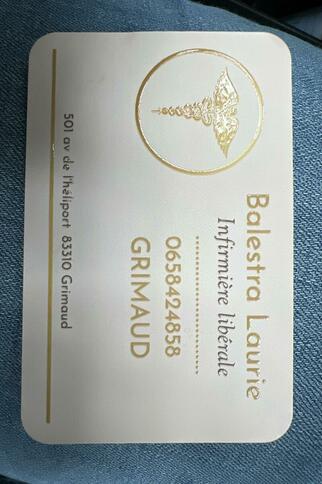 Balestra Laurie
Infirmière libérale
0658424858
GRIMAUD
501 av de l'héliport 83310 Grimaud